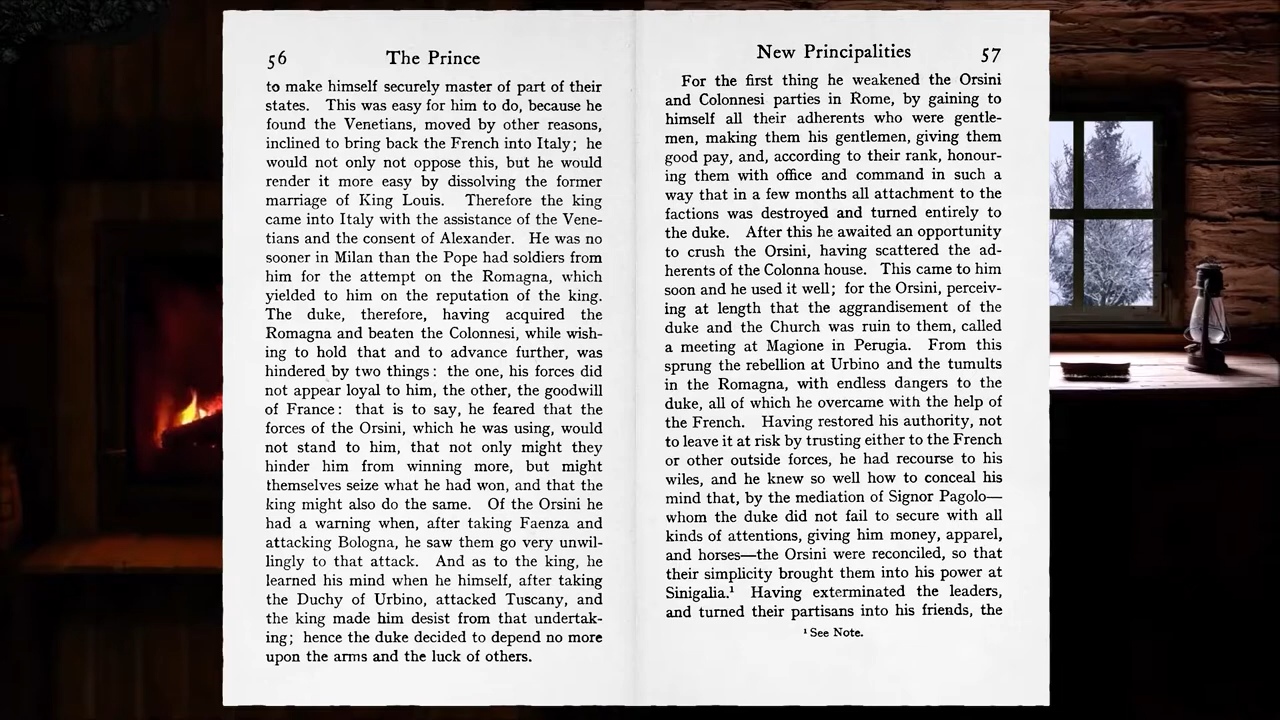 56 The Prince
to make himself securely master of part of their
states. This was easy for him to do, because he
found the Venetians, moved by other reasons,
inclined to bring back the French into Italy; he
would not only not oppose this, but he would
render it more easy by dissolving the former
marriage of King Louis. Therefore the king
came into Italy with the assistance of the Vene-
tians and the consent of Alexander. He was no
sooner in Milan than the Pope had soldiers from
him for the attempt on the Romagna, which
yielded to him on the reputation of the king.
The duke, therefore, having acquired the
Romagna and beaten the Colonnesi, while wish-
ing to hold that and to advance further, was
hindered by two things: the one, his forces did
not appear loyal to him, the other, the goodwill
of France: that is to say, he feared that the
forces of the Orsini, which he was using, would
not stand to him, that not only might they
hinder him from winning more, but might
themselves seize what he had won, and that the
king might also do the same. Of the Orsini he
had a warning when, after taking Faenza and
attacking Bologna, he saw them go very unwil-
lingly to that attack. And as to the king, he
learned his mind when he himself, after taking
the Duchy of Urbino, attacked Tuscany, and
the king made him desist from that undertak-
ing; hence the duke decided to depend no more
upon the arms and the luck of others.
New Principalities 57
For the first thing he weakened the Orsini
and Colonnesi parties in Rome, by gaining to
himself all their adherents who were gentle-
men, making them his gentlemen, giving them
good pay, and, according to their rank, honour-
ing them with office and command in such a
way that in a few months all attachment to the
factions was destroyed and turned entirely to
the duke. After this he awaited an opportunity
to crush the Orsini, having scattered the ad-
herents of the Colonna house. This came to him
soon and he used it well; for the Orsini, perceiv-
ing at length that the aggrandisement of the
duke and the Church was ruin to them, called
a meeting at Magione in Perugia. From this
sprung the rebellion at Urbino and the tumults
in the Romagna, with endless dangers to the
duke, all of which he overcame with the help of
the French. Having restored his authority, not
to leave it at risk by trusting either to the French
or other outside forces, he had recourse to his
wiles, and he knew so well how to conceal his
mind that, by the mediation of Signor Pagolo—
whom the duke did not fail to secure with all
kinds of attentions, giving him money, apparel,
and horses—the Orsini were reconciled, so that
their simplicity brought them into his power at
Sinigalia.¹ Having exterminated the leaders,
and turned their partisans into his friends, the
¹ See Note.